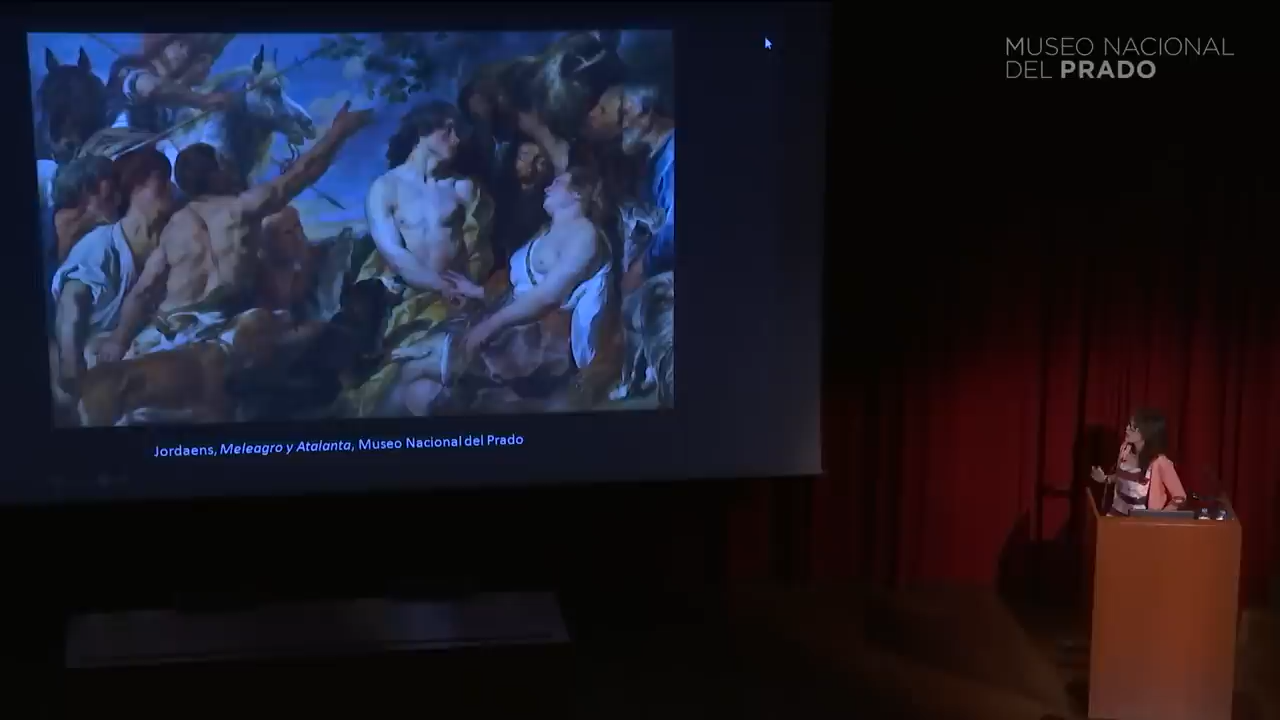 MUSEO NACIONAL
DEL PRADO
Jordaens, Meleagro y Atalanta, Museo Nacional del Prado